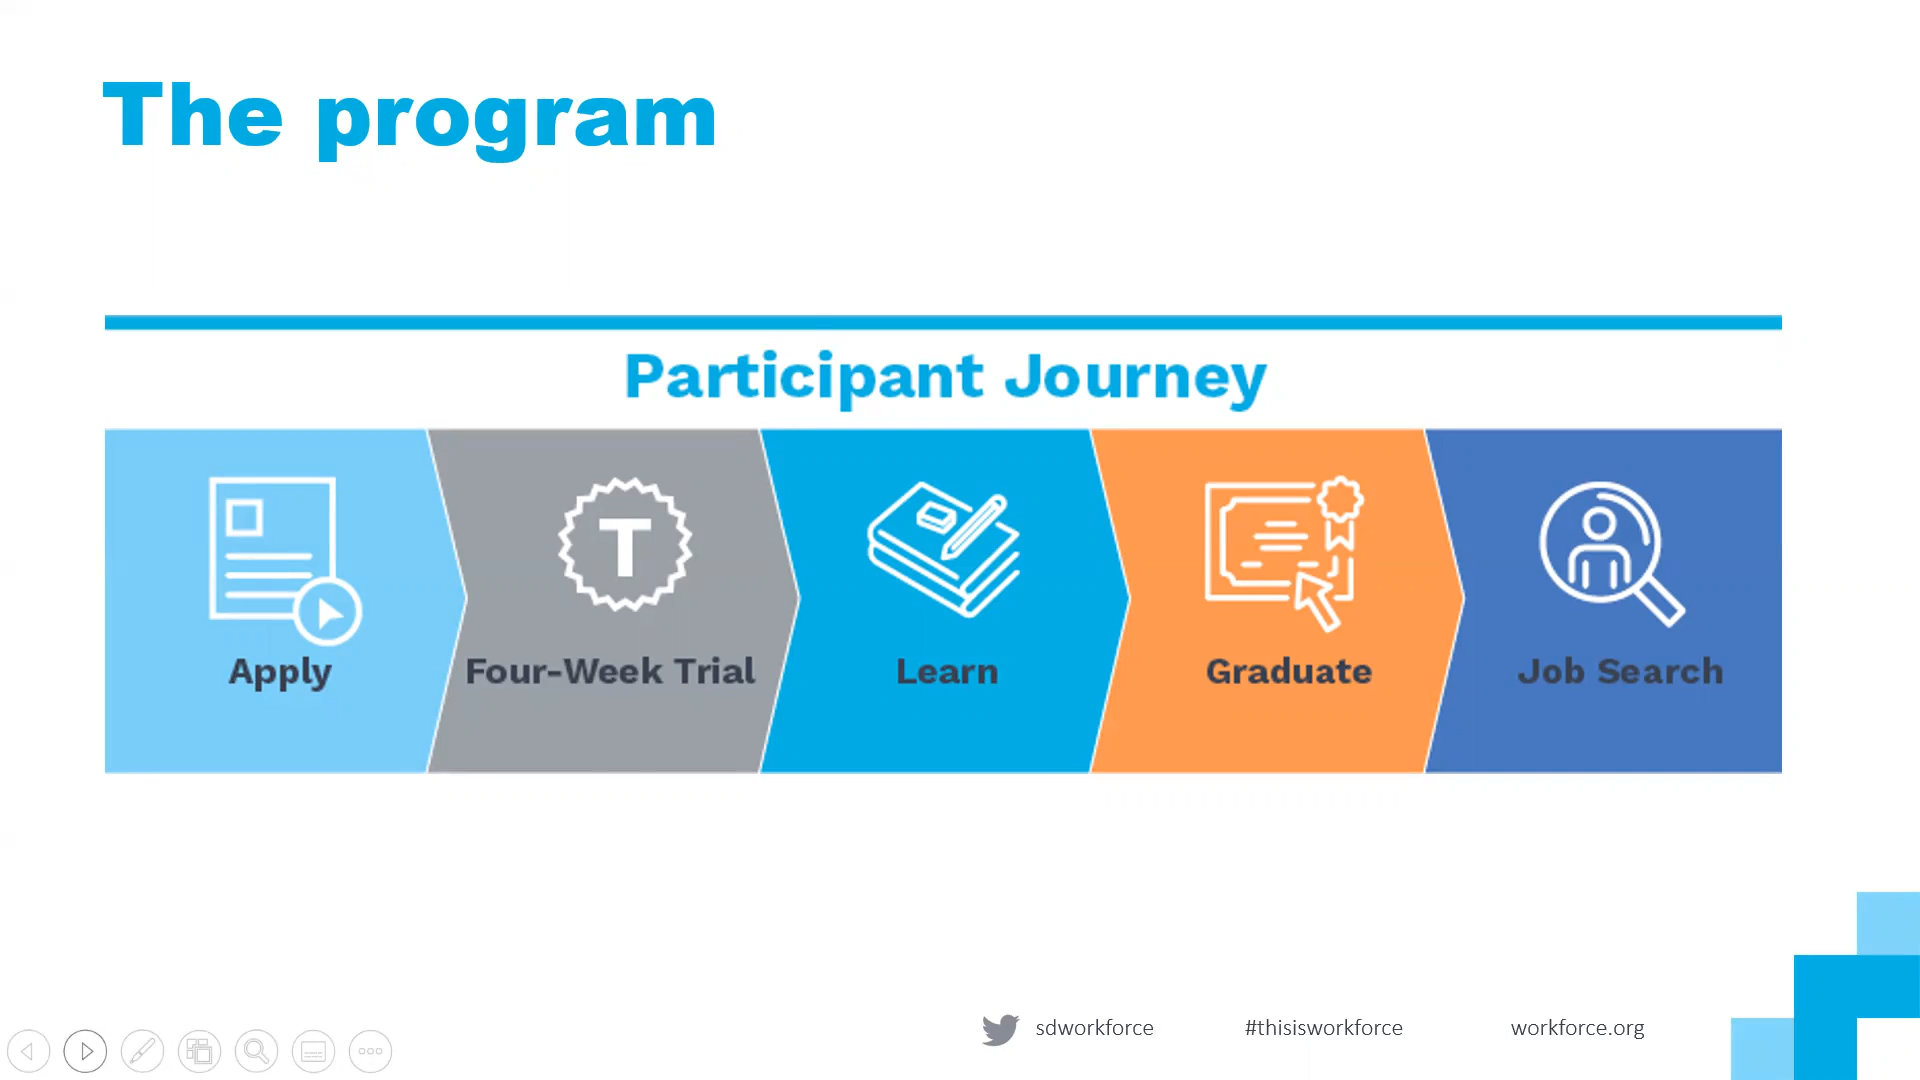 The program
Participant Journey
T
Apply
Four-Week Trial
Learn
Graduate
Job Search
sdworkforce
#thisisworkforce
workforce.org